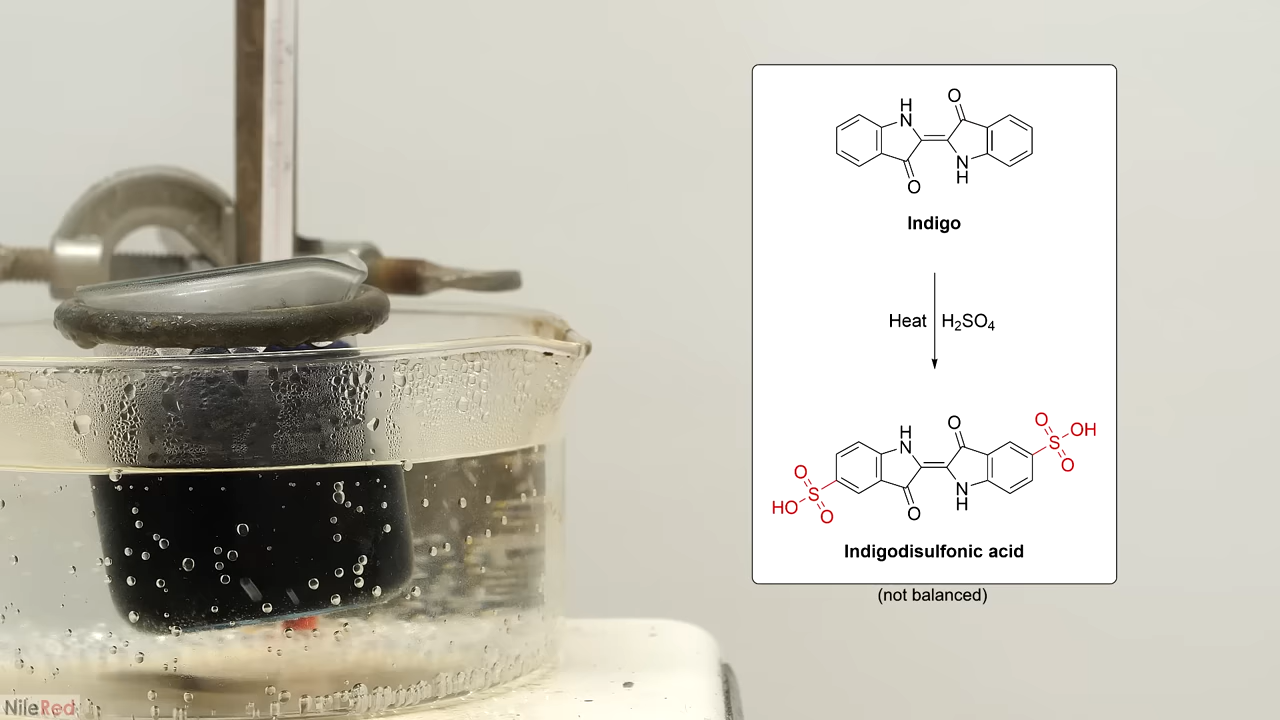 H
N
O
O
N
H
Indigo
Heat H₂SO₄
H
N
O
O
S
OH
O
O
HO
S
O
O
N
H
Indigodisulfonic acid
(not balanced)
NileRed